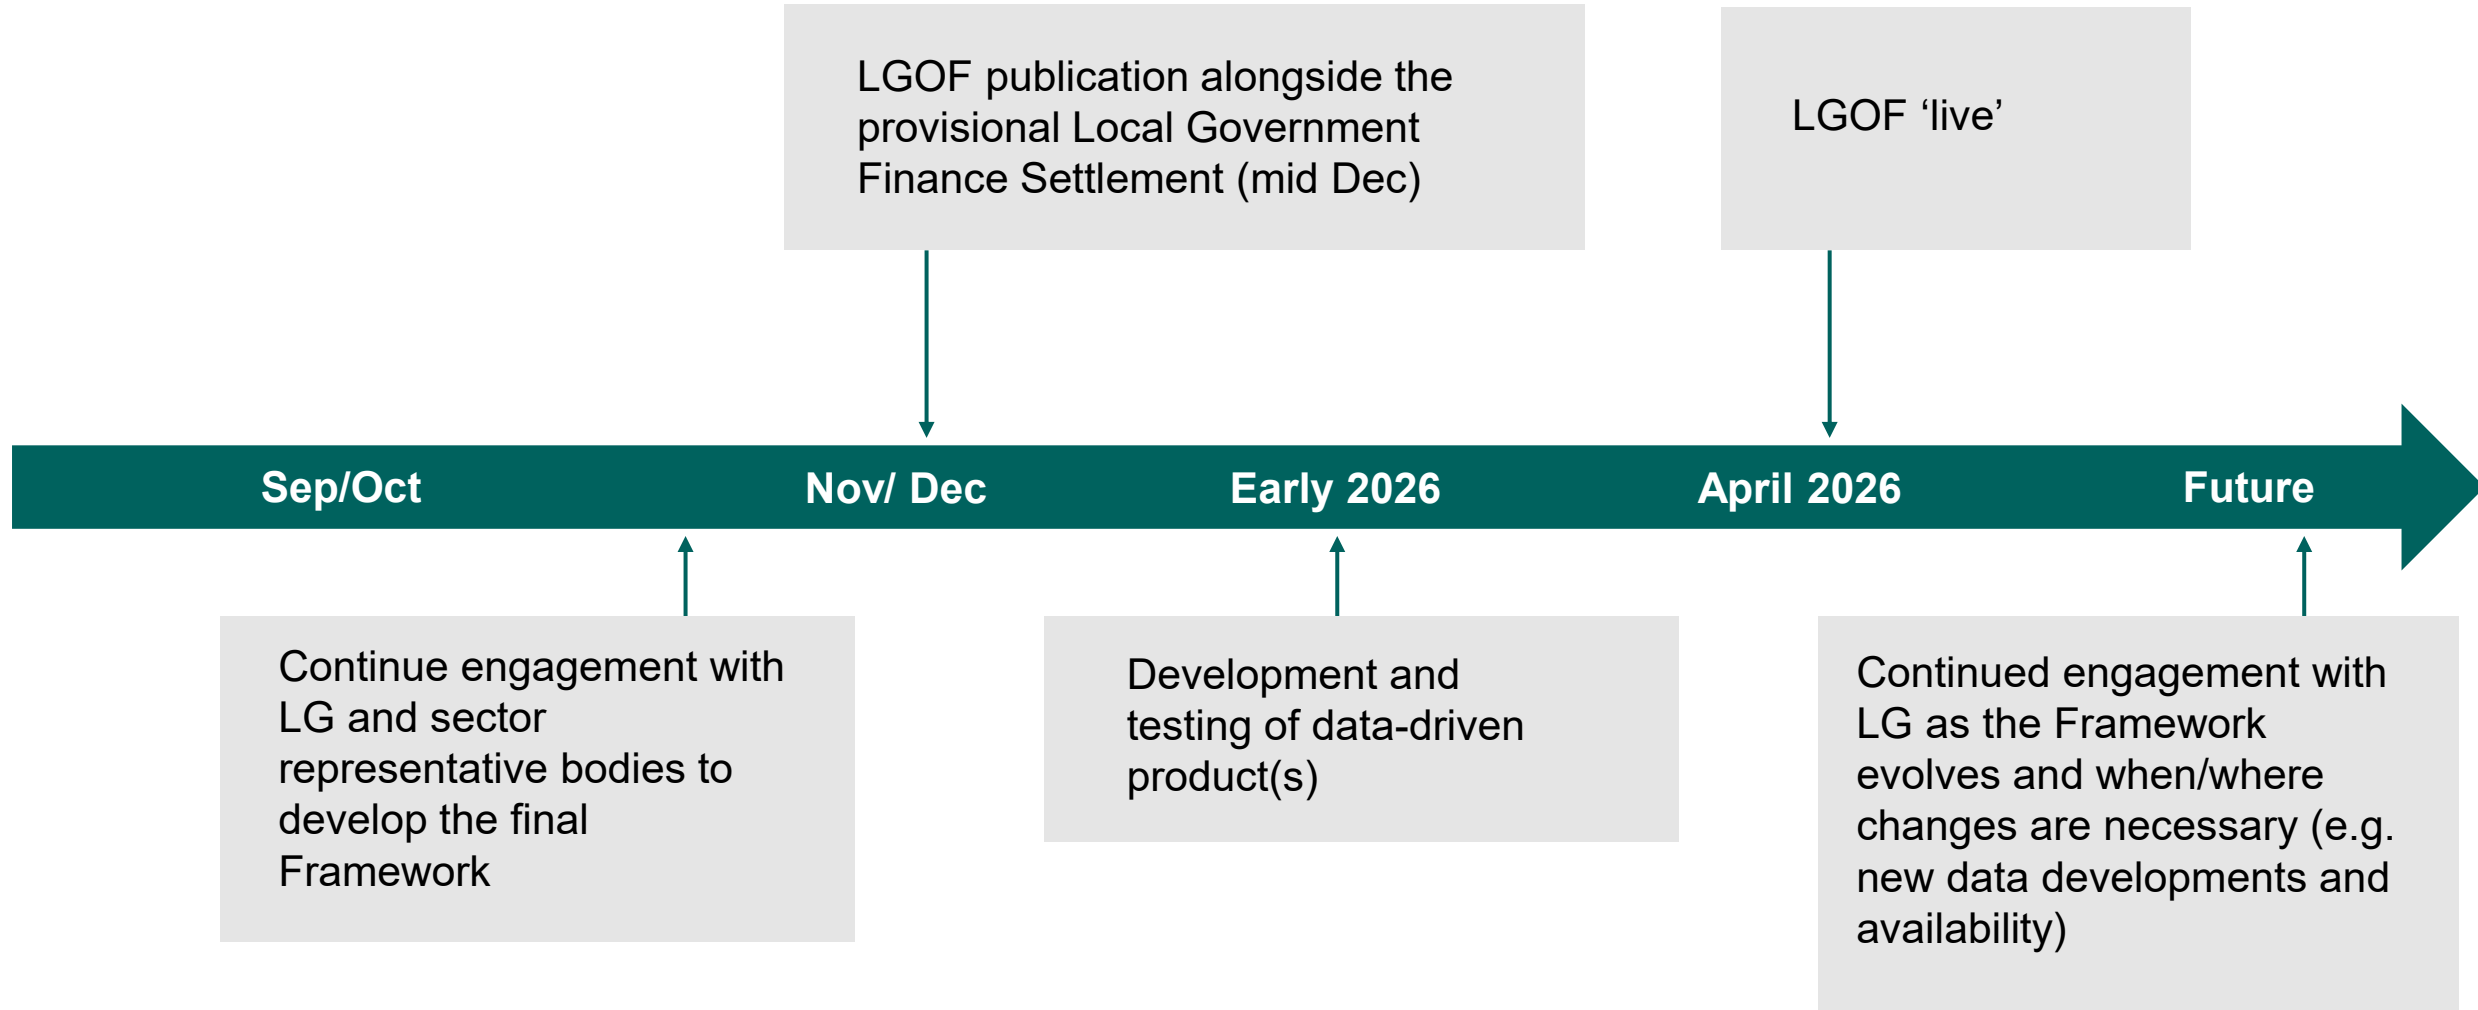 LGOF publication alongside the
provisional Local Government
Finance Settlement (mid Dec)
LGOF ‘live’
Sep/Oct
Nov/ Dec
Early 2026
April 2026
Future
Continue engagement with
LG and sector
representative bodies to
develop the final
Framework
Development and
testing of data-driven
product(s)
Continued engagement with
LG as the Framework
evolves and when/where
changes are necessary (e.g.
new data developments and
availability)